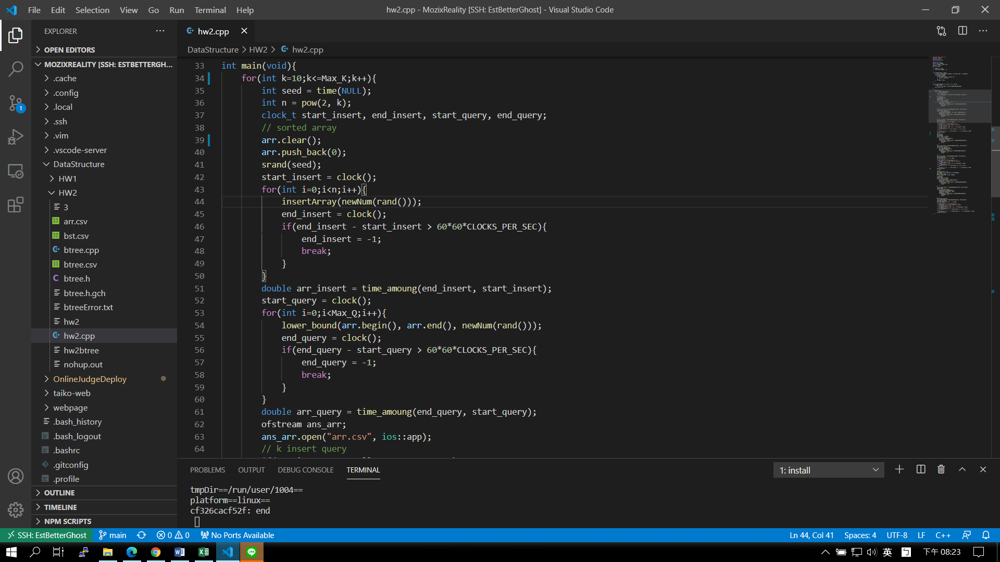 File Edit Selection View Go Run Terminal Help
hw2.cpp - MozixReality [SSH: EstBetterGhost] - Visual Studio Code
EXPLORER
OPEN EDITORS
MOZIXREALITY [SSH: ESTBETTERGH...
.cache
.config
.local
.ssh
.vim
.vscode-server
DataStructure
HW1
HW2
3
arr.csv
bst.csv
btree.cpp
btree.csv
btree.h
btree.h.gch
btreeError.txt
hw2
hw2.cpp
hw2btree
nohup.out
OnlineJudgeDeploy
taiko-web
webpage
.bash_history
.bash_logout
.bashrc
.gitconfig
.profile
OUTLINE
TIMELINE
NPM SCRIPTS
1
hw2.cpp
DataStructure > HW2 > hw2.cpp
33 int main(void){
34 for(int k=10;k<=Max_K;k++){
35 int seed = time(NULL);
36 int n = pow(2, k);
37 clock_t start_insert, end_insert, start_query, end_query;
38 // sorted array
39 arr.clear();
40 arr.push_back(0);
41 srand(seed);
42 start_insert = clock();
43 for(int i=0;i<n;i++){
44 insertArray(newNum(rand()));
45 end_insert = clock();
46 if(end_insert - start_insert > 60*60*CLOCKS_PER_SEC){
47 end_insert = -1;
48 break;
49 }
50 }
51 double arr_insert = time_amoung(end_insert, start_insert);
52 start_query = clock();
53 for(int i=0;i<Max_Q;i++){
54 lower_bound(arr.begin(), arr.end(), newNum(rand()));
55 end_query = clock();
56 if(end_query - start_query > 60*60*CLOCKS_PER_SEC){
57 end_query = -1;
58 break;
59 }
60 }
61 double arr_query = time_amoung(end_query, start_query);
62 ofstream ans_arr;
63 ans_arr.open("arr.csv", ios::app);
64 // k insert query
PROBLEMS OUTPUT DEBUG CONSOLE TERMINAL
1: install
tmpDir==/run/user/1004==
platform==linux==
cf326cacf52f: end
SSH: EstBetterGhost main 0 0 No Ports Available
Ln 44, Col 41 Spaces: 4 UTF-8 LF C++
英 ㄅ 下午 08:23